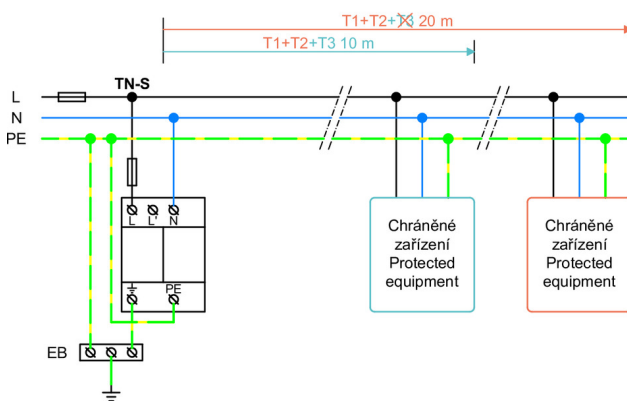 T1+T2+T3 20 m
T1+T2+T3 10 m
TN-S
L
N
PE
L L' N
PE
EB
Chráněné
zařízení
Protected
equipment
Chráněné
zařízení
Protected
equipment